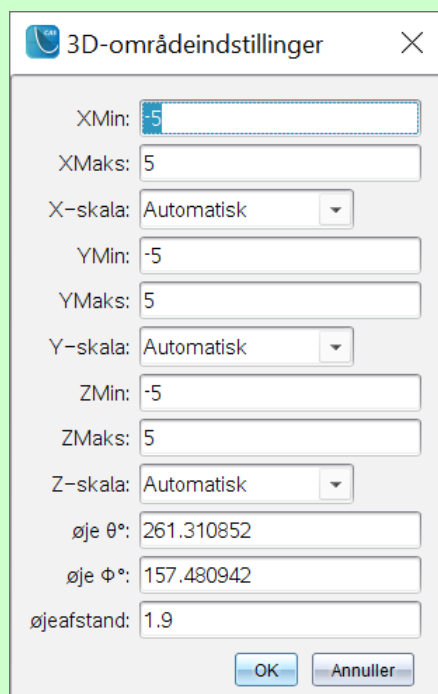 CAS 3D-områdeindstillinger
XMin: -5
XMaks: 5
X-skala: Automatisk
YMin: -5
YMaks: 5
Y-skala: Automatisk
ZMin: -5
ZMaks: 5
Z-skala: Automatisk
øje θ°: 261.310852
øje Φ°: 157.480942
øjeafstand: 1.9
OK Annuller